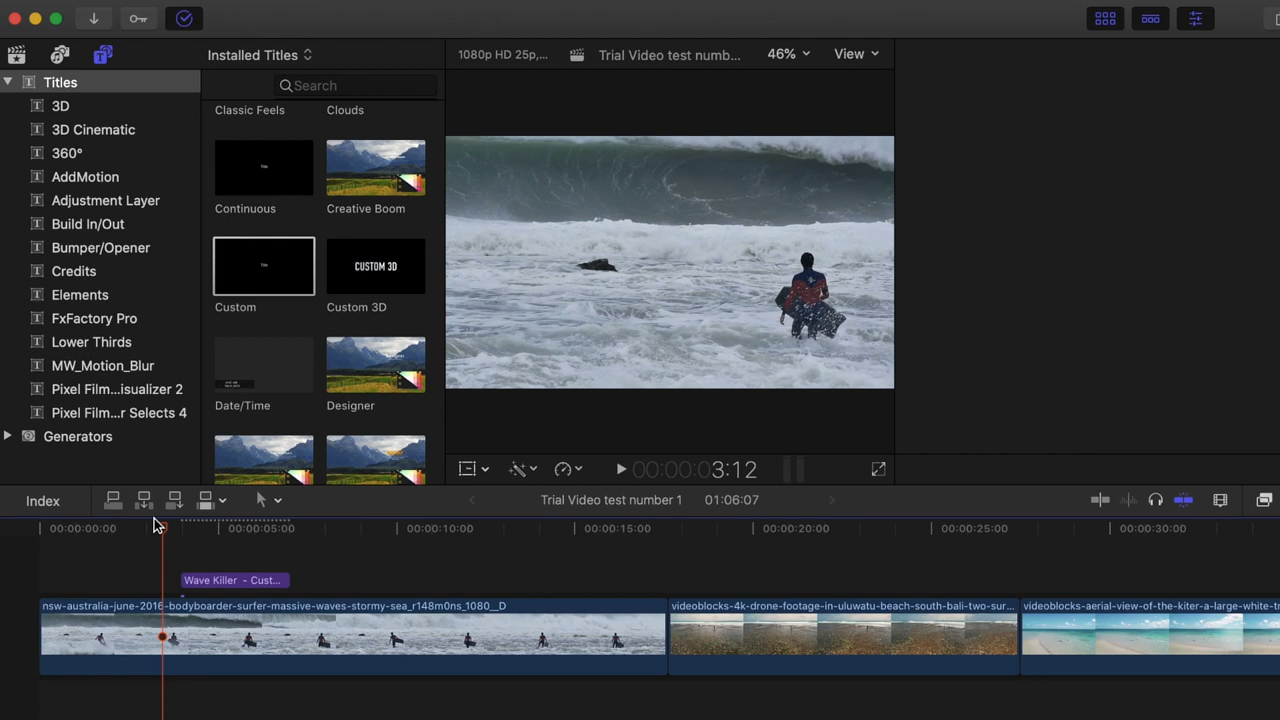 Installed Titles
1080p HD 25p,...
Trial Video test numb...
46%
View
Titles
3D
3D Cinematic
360°
AddMotion
Adjustment Layer
Build In/Out
Bumper/Opener
Credits
Elements
FxFactory Pro
Lower Thirds
MW_Motion_Blur
Pixel Film...isualizer 2
Pixel Film...r Selects 4
Generators
Search
Classic Feels
Clouds
Title
Continuous
Creative Boom
Title
CUSTOM 3D
Custom
Custom 3D
Date/Time
Designer
00:00:00:03:12
Index
Trial Video test number 1
01:06:07
00:00:00:00
00:00:05:00
00:00:10:00
00:00:15:00
00:00:20:00
00:00:25:00
00:00:30:00
Wave Killer - Cust...
nsw-australia-june-2016-bodyboarder-surfer-massive-waves-stormy-sea_r148m0ns_1080__D
videoblocks-4k-drone-footage-in-uluwatu-beach-south-bali-two-sur...
videoblocks-aerial-view-of-the-kiter-a-large-white-t